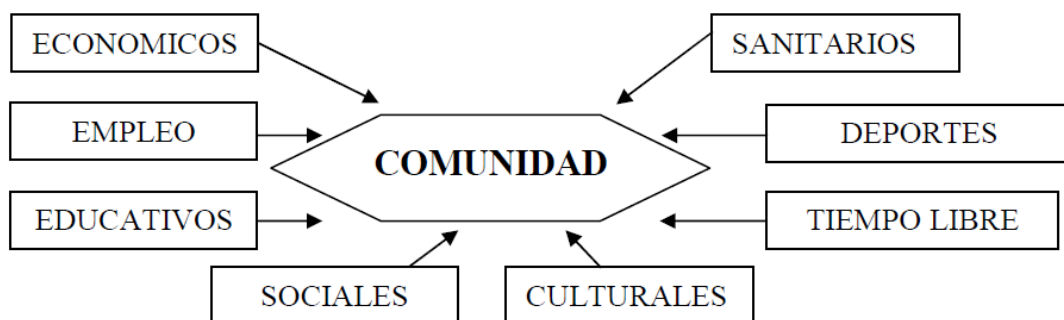 ECONOMICOS
SANITARIOS
EMPLEO
COMUNIDAD
DEPORTES
EDUCATIVOS
TIEMPO LIBRE
SOCIALES
CULTURALES